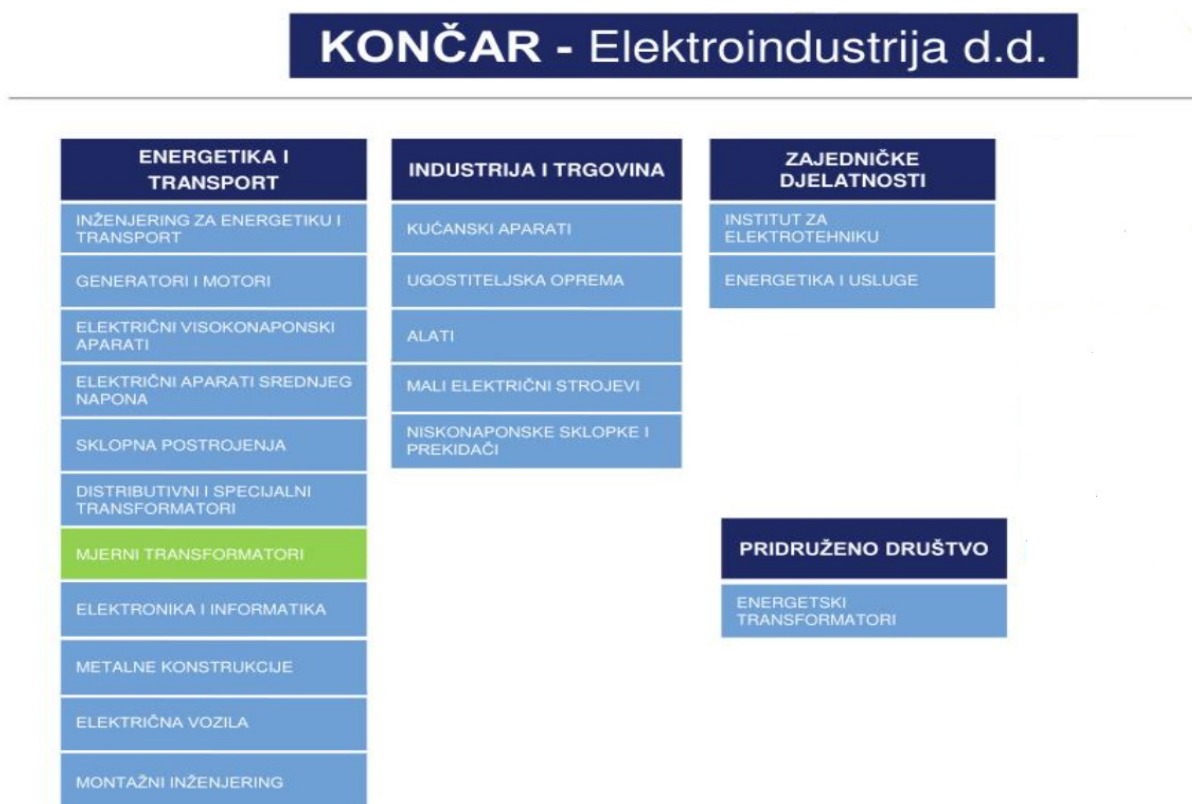 KONČAR - Elektroindustrija d.d.
ENERGETIKA I
TRANSPORT
INŽENJERING ZA ENERGETIKU I
TRANSPORT
GENERATORI I MOTORI
ELEKTRIČNI VISOKONAPONSKI
APARATI
ELEKTRIČNI APARATI SREDNJEG
NAPONA
SKLOPNA POSTROJENJA
DISTRIBUTIVNI I SPECIJALNI
TRANSFORMATORI
MJERNI TRANSFORMATORI
ELEKTRONIKA I INFORMATIKA
METALNE KONSTRUKCIJE
ELEKTRIČNA VOZILA
MONTAŽNI INŽENJERING
INDUSTRIJA I TRGOVINA
KUĆANSKI APARATI
UGOSTITELJSKA OPREMA
ALATI
MALI ELEKTRIČNI STROJEVI
NISKONAPONSKE SKLOPKE I
PREKIDAČI
ZAJEDNIČKE
DJELATNOSTI
INSTITUT ZA
ELEKTROTEHNIKU
ENERGETIKA I USLUGE
PRIDRUŽENO DRUŠTVO
ENERGETSKI
TRANSFORMATORI